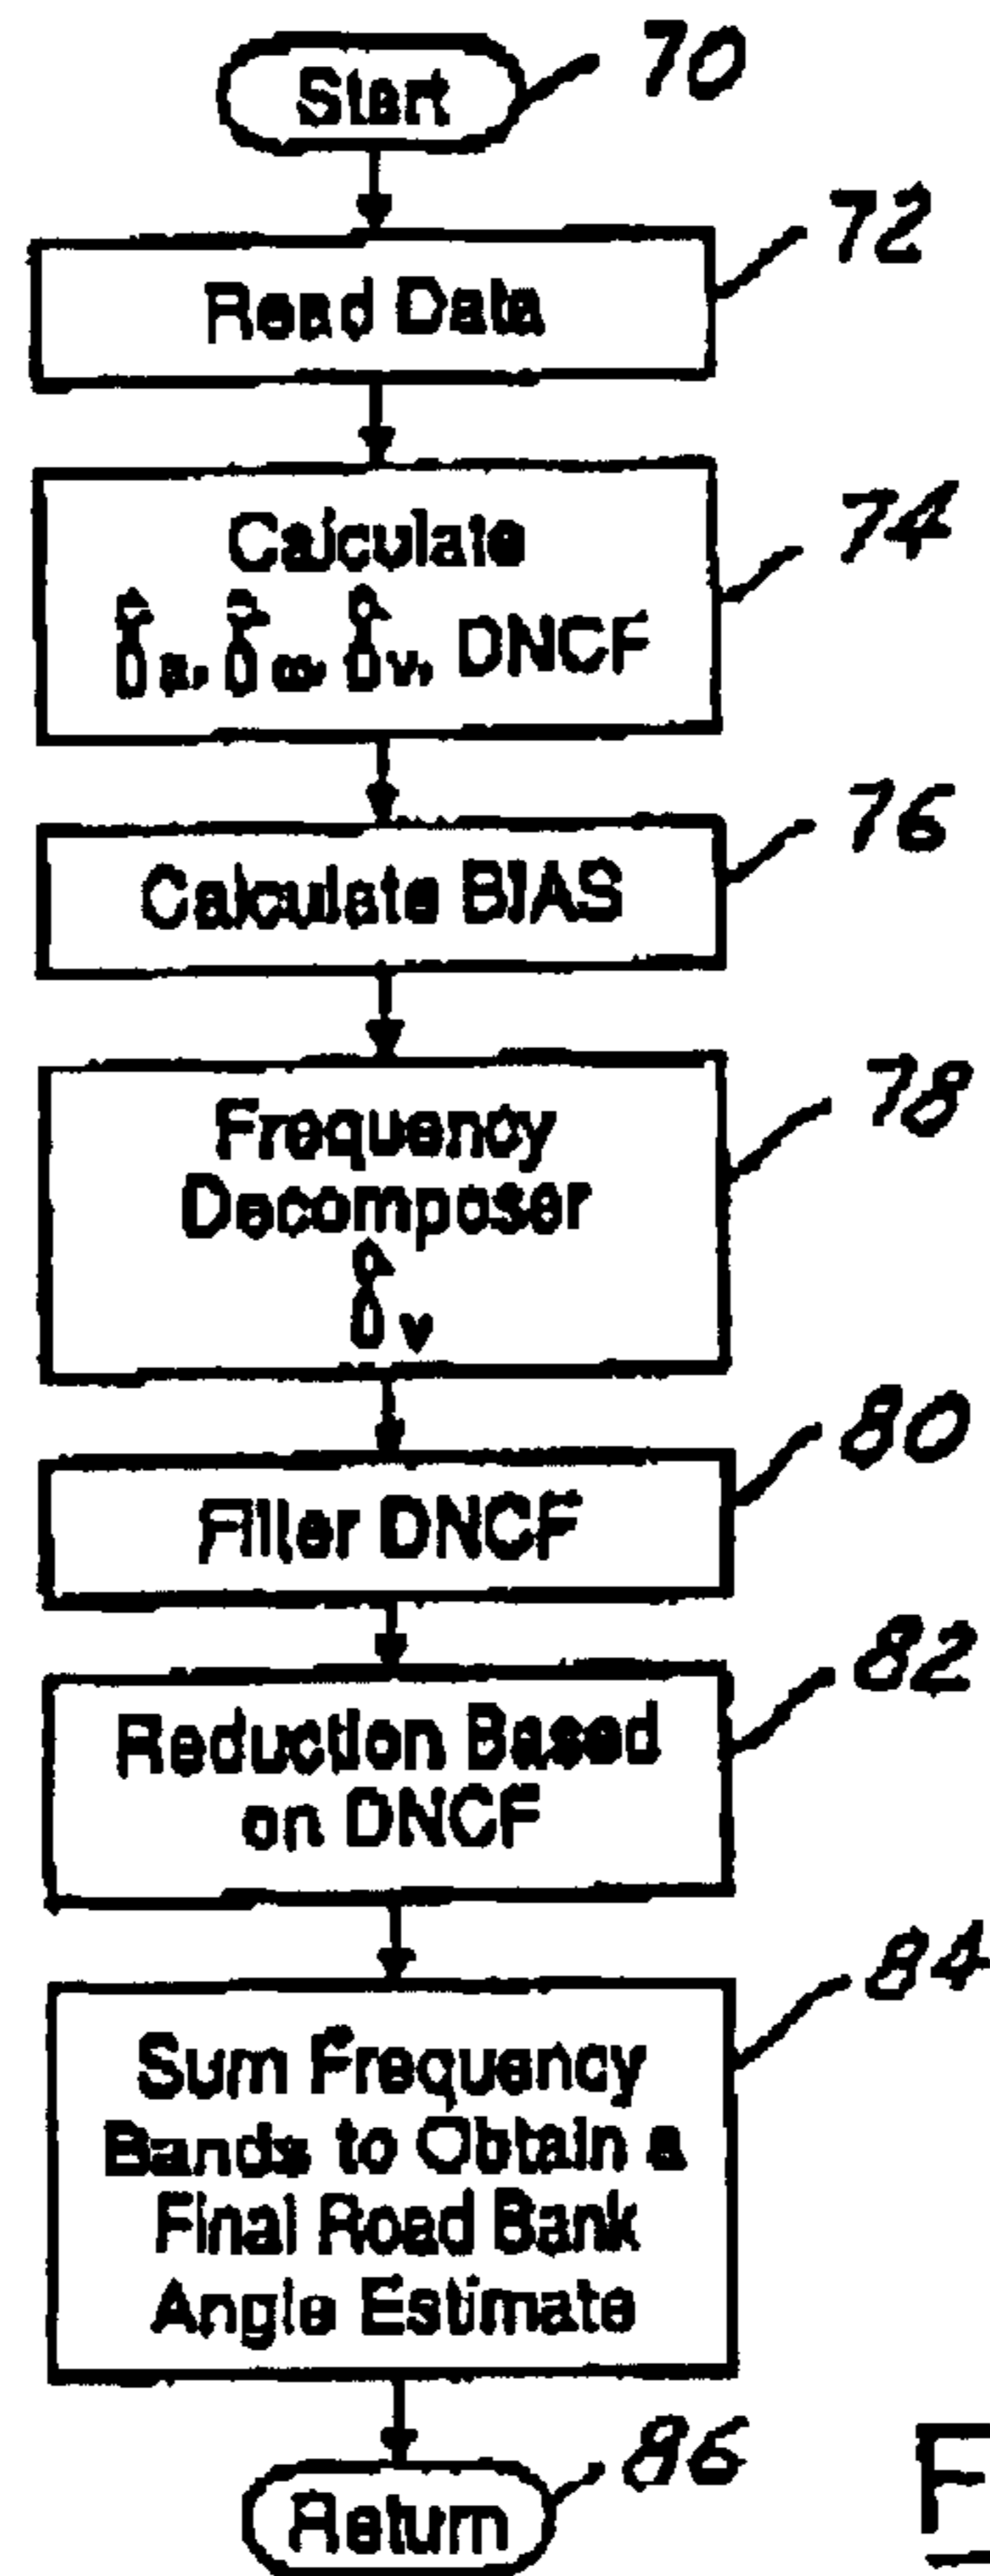 Start
70
Read Data
72
Calculate
DNCF
74
Calculate BIAS
76
Frequency
Decomposer
v
78
Filter DNCF
80
Reduction Based
on DNCF
82
Sum Frequency
Bands to Obtain a
Final Road Bank
Angle Estimate
84
Return
86
F